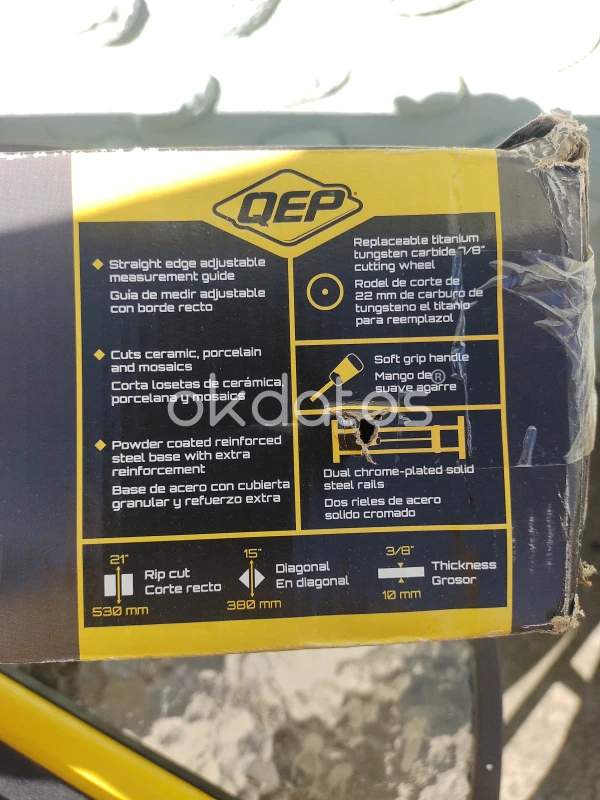 QEP
Straight edge adjustable
measurement guide
Guía de medir adjustable
con borde recto
Cuts ceramic, porcelain
and mosaics
Corta losetas de cerámica,
porcelana y mosaics
Powder coated reinforced
steel base with extra
reinforcement
Base de acero con cubierta
granular y refuerzo extra
Replaceable titanium
tungsten carbide 7/8"
cutting wheel
Rodel de corte de
22 mm de carburo de
tungsteno el titanio
para reemplazol
Soft grip handle
Mango de
suave agarre
Dual chrome-plated solid
steel rails
Dos rieles de acero
solido cromado
21"
Rip cut
Corte recto
530 mm
15"
Diagonal
En diagonal
380 mm
3/8"
Thickness
Grosor
10 mm
okdatos®